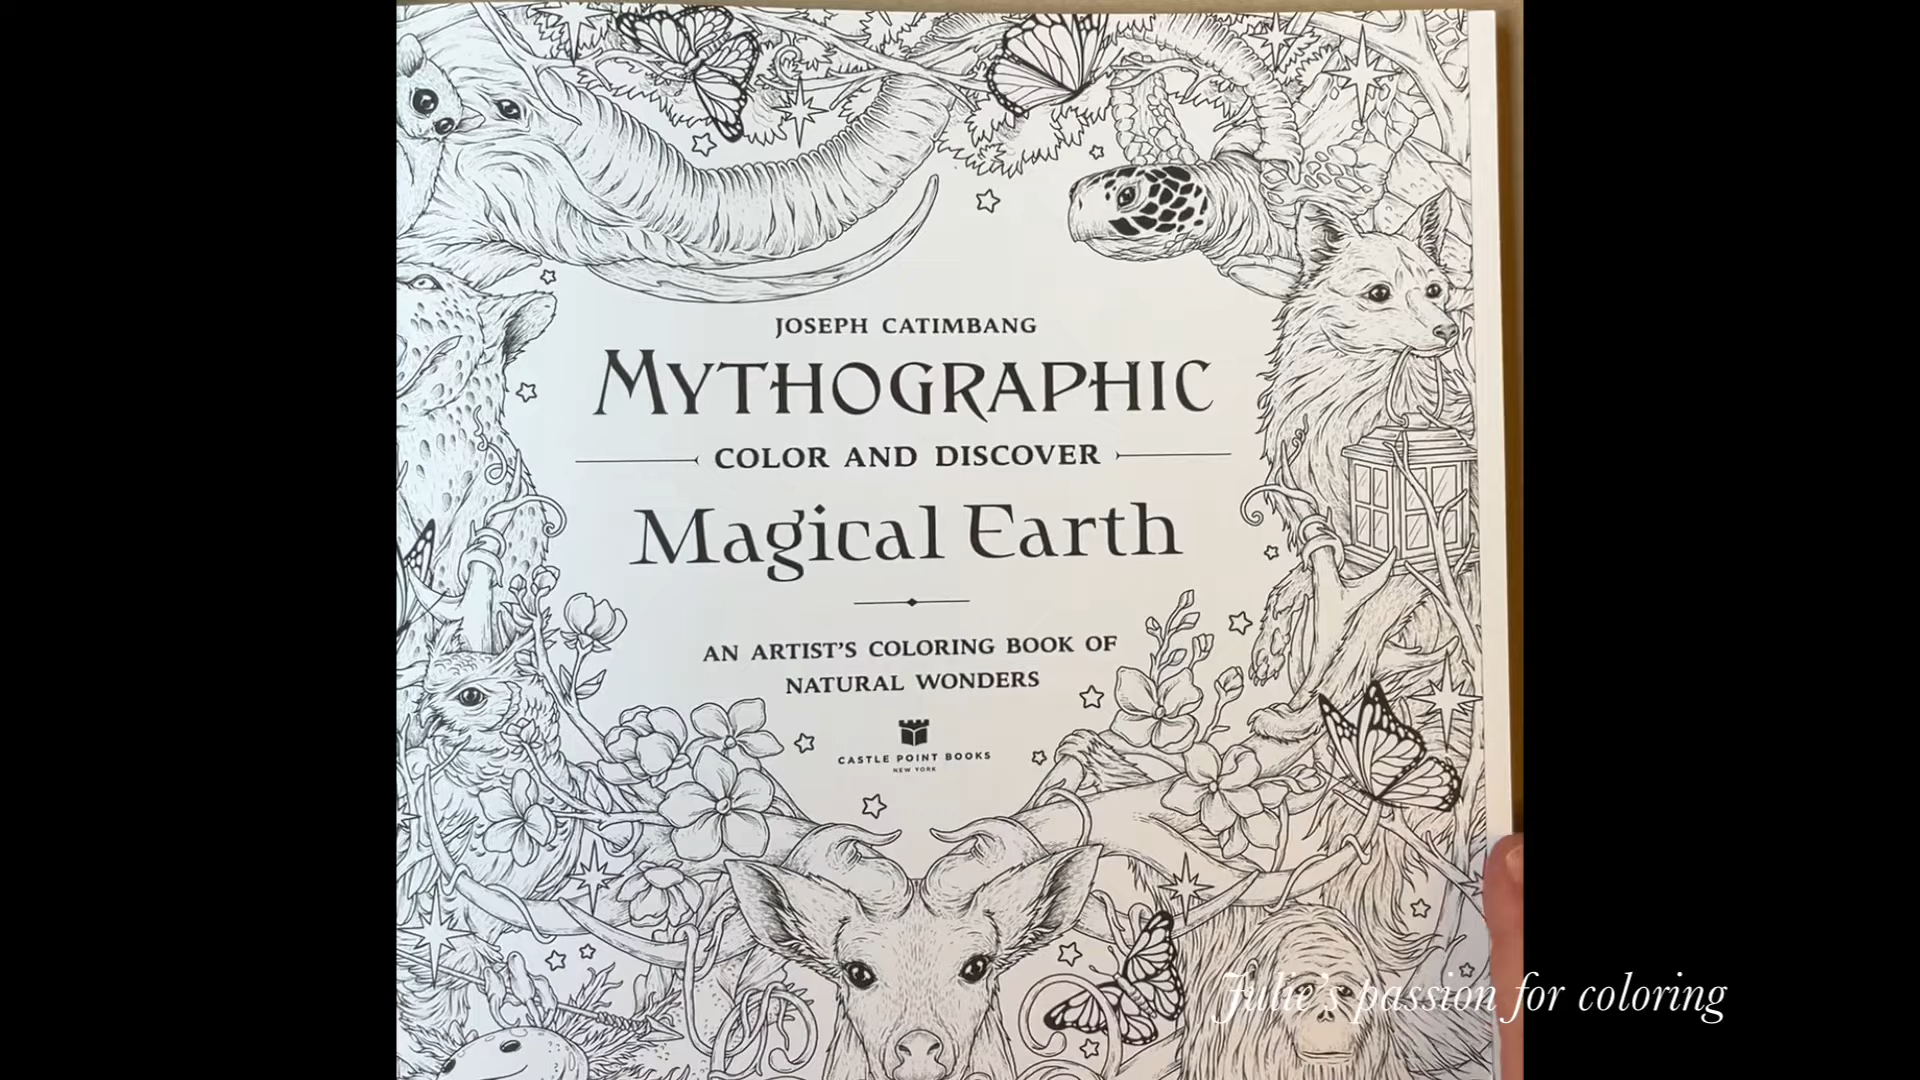 JOSEPH CATIMBANG
MYTHOGRAPHIC
COLOR AND DISCOVER
Magical Earth
AN ARTIST'S COLORING BOOK OF
NATURAL WONDERS
CASTLE POINT BOOKS
NEW YORK
Julie's passion for coloring